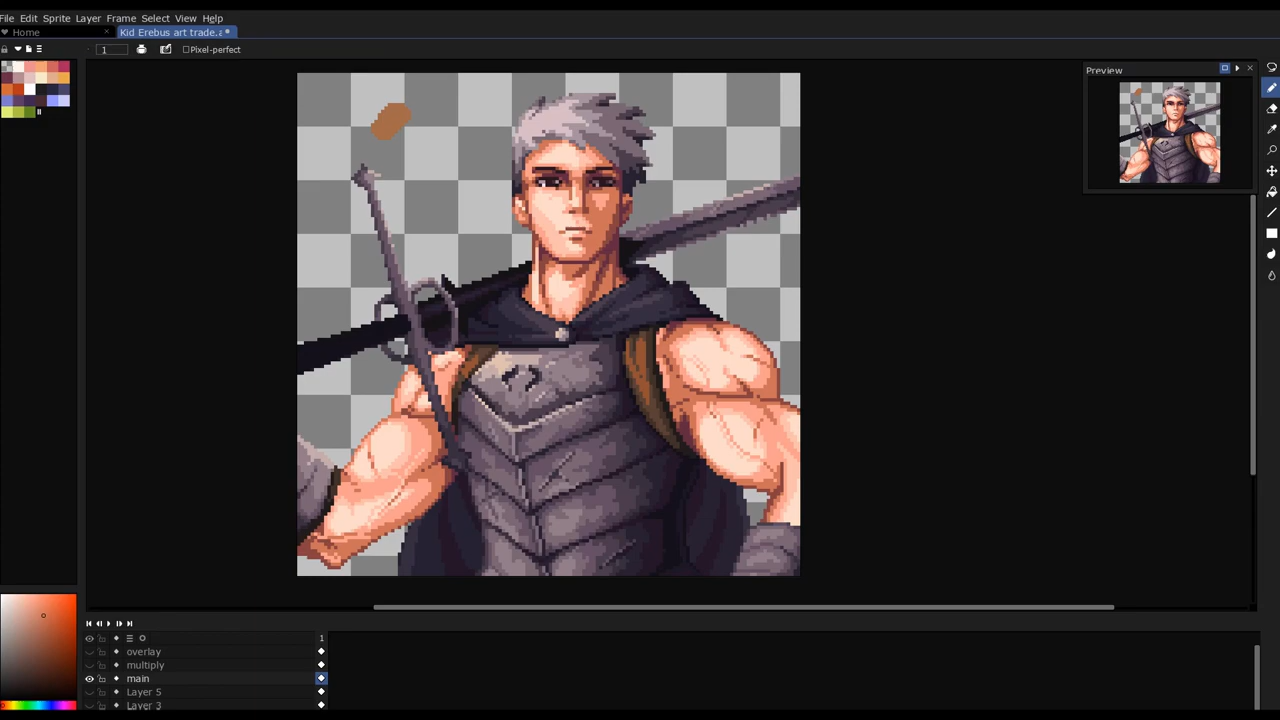 File Edit Sprite Layer Frame Select View Help
Home Kid Erebus art trade.a
1 Pixel-perfect
Preview
1
overlay
multiply
main
Layer 5
Layer 3